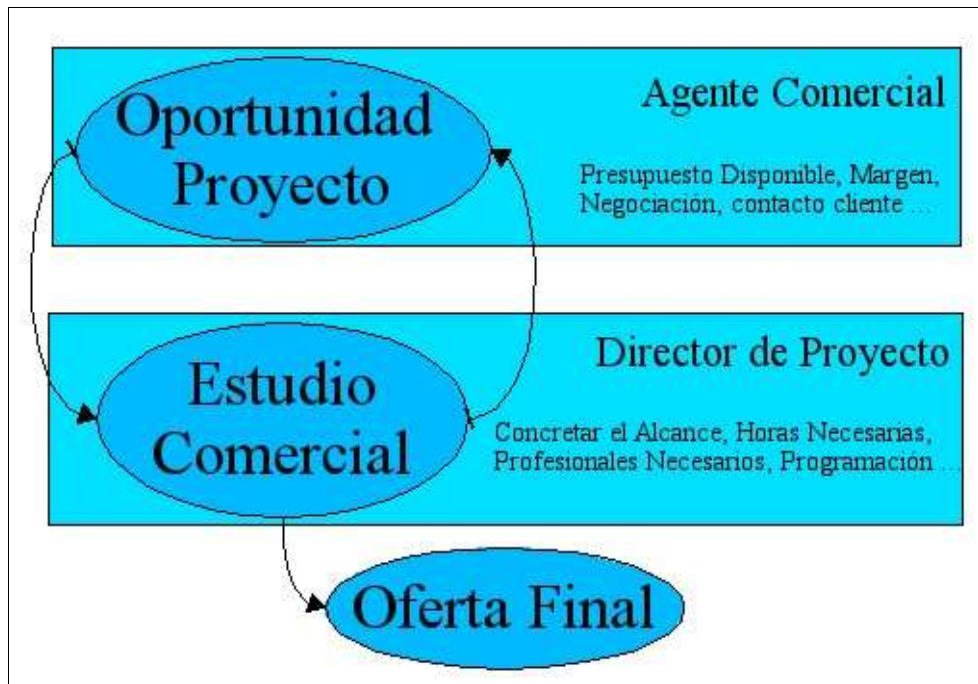 Oportunidad
Proyecto
Agente Comercial
Presupuesto Disponible, Margen,
Negociación, contacto cliente ...
Estudio
Comercial
Director de Proyecto
Concretar el Alcance, Horas Necesarias,
Profesionales Necesarios, Programación ...
Oferta Final